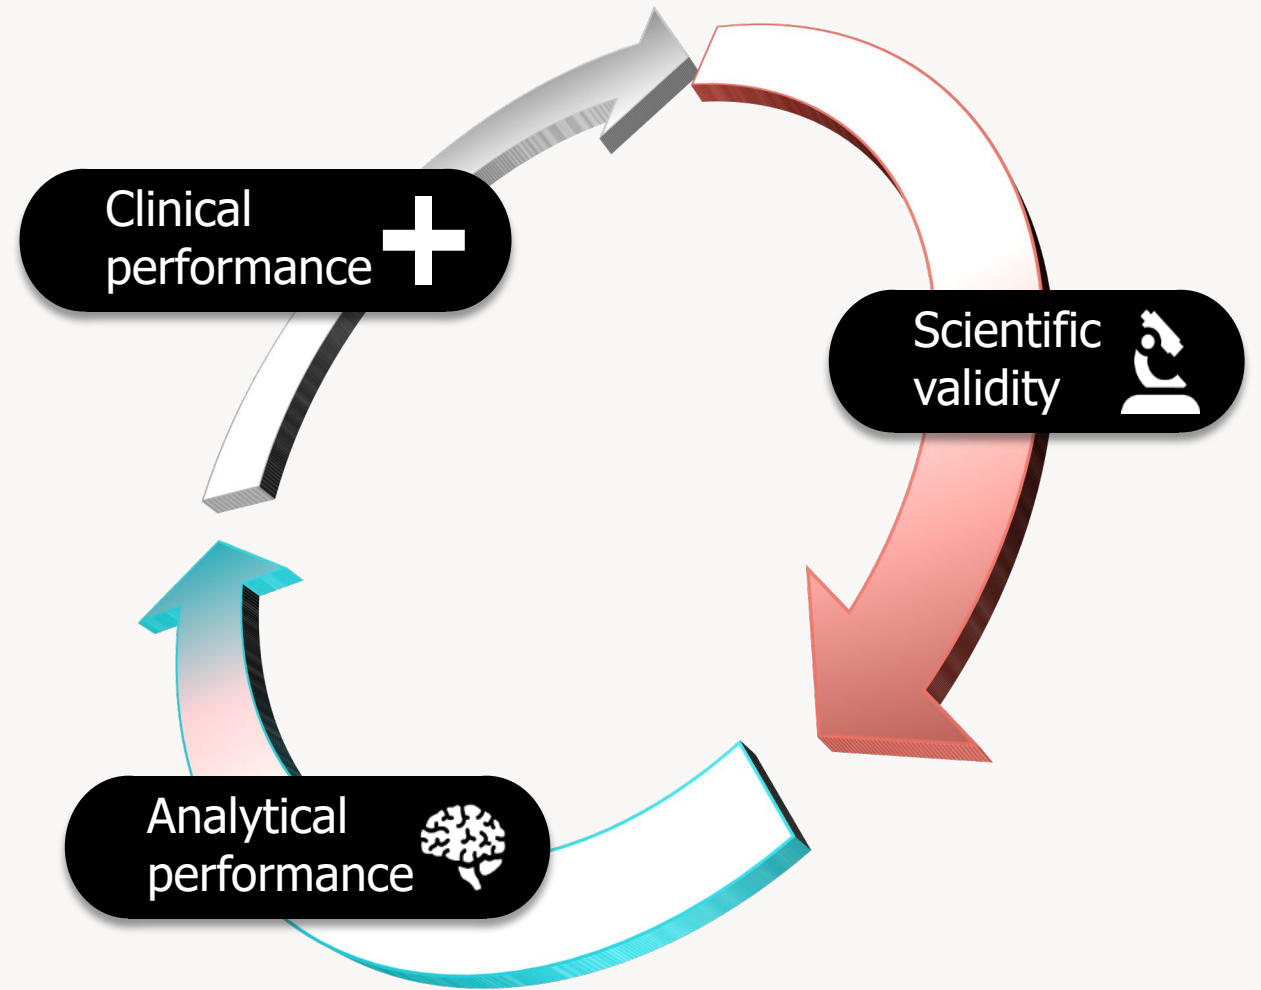 Clinical
performance
Scientific
validity
Analytical
performance